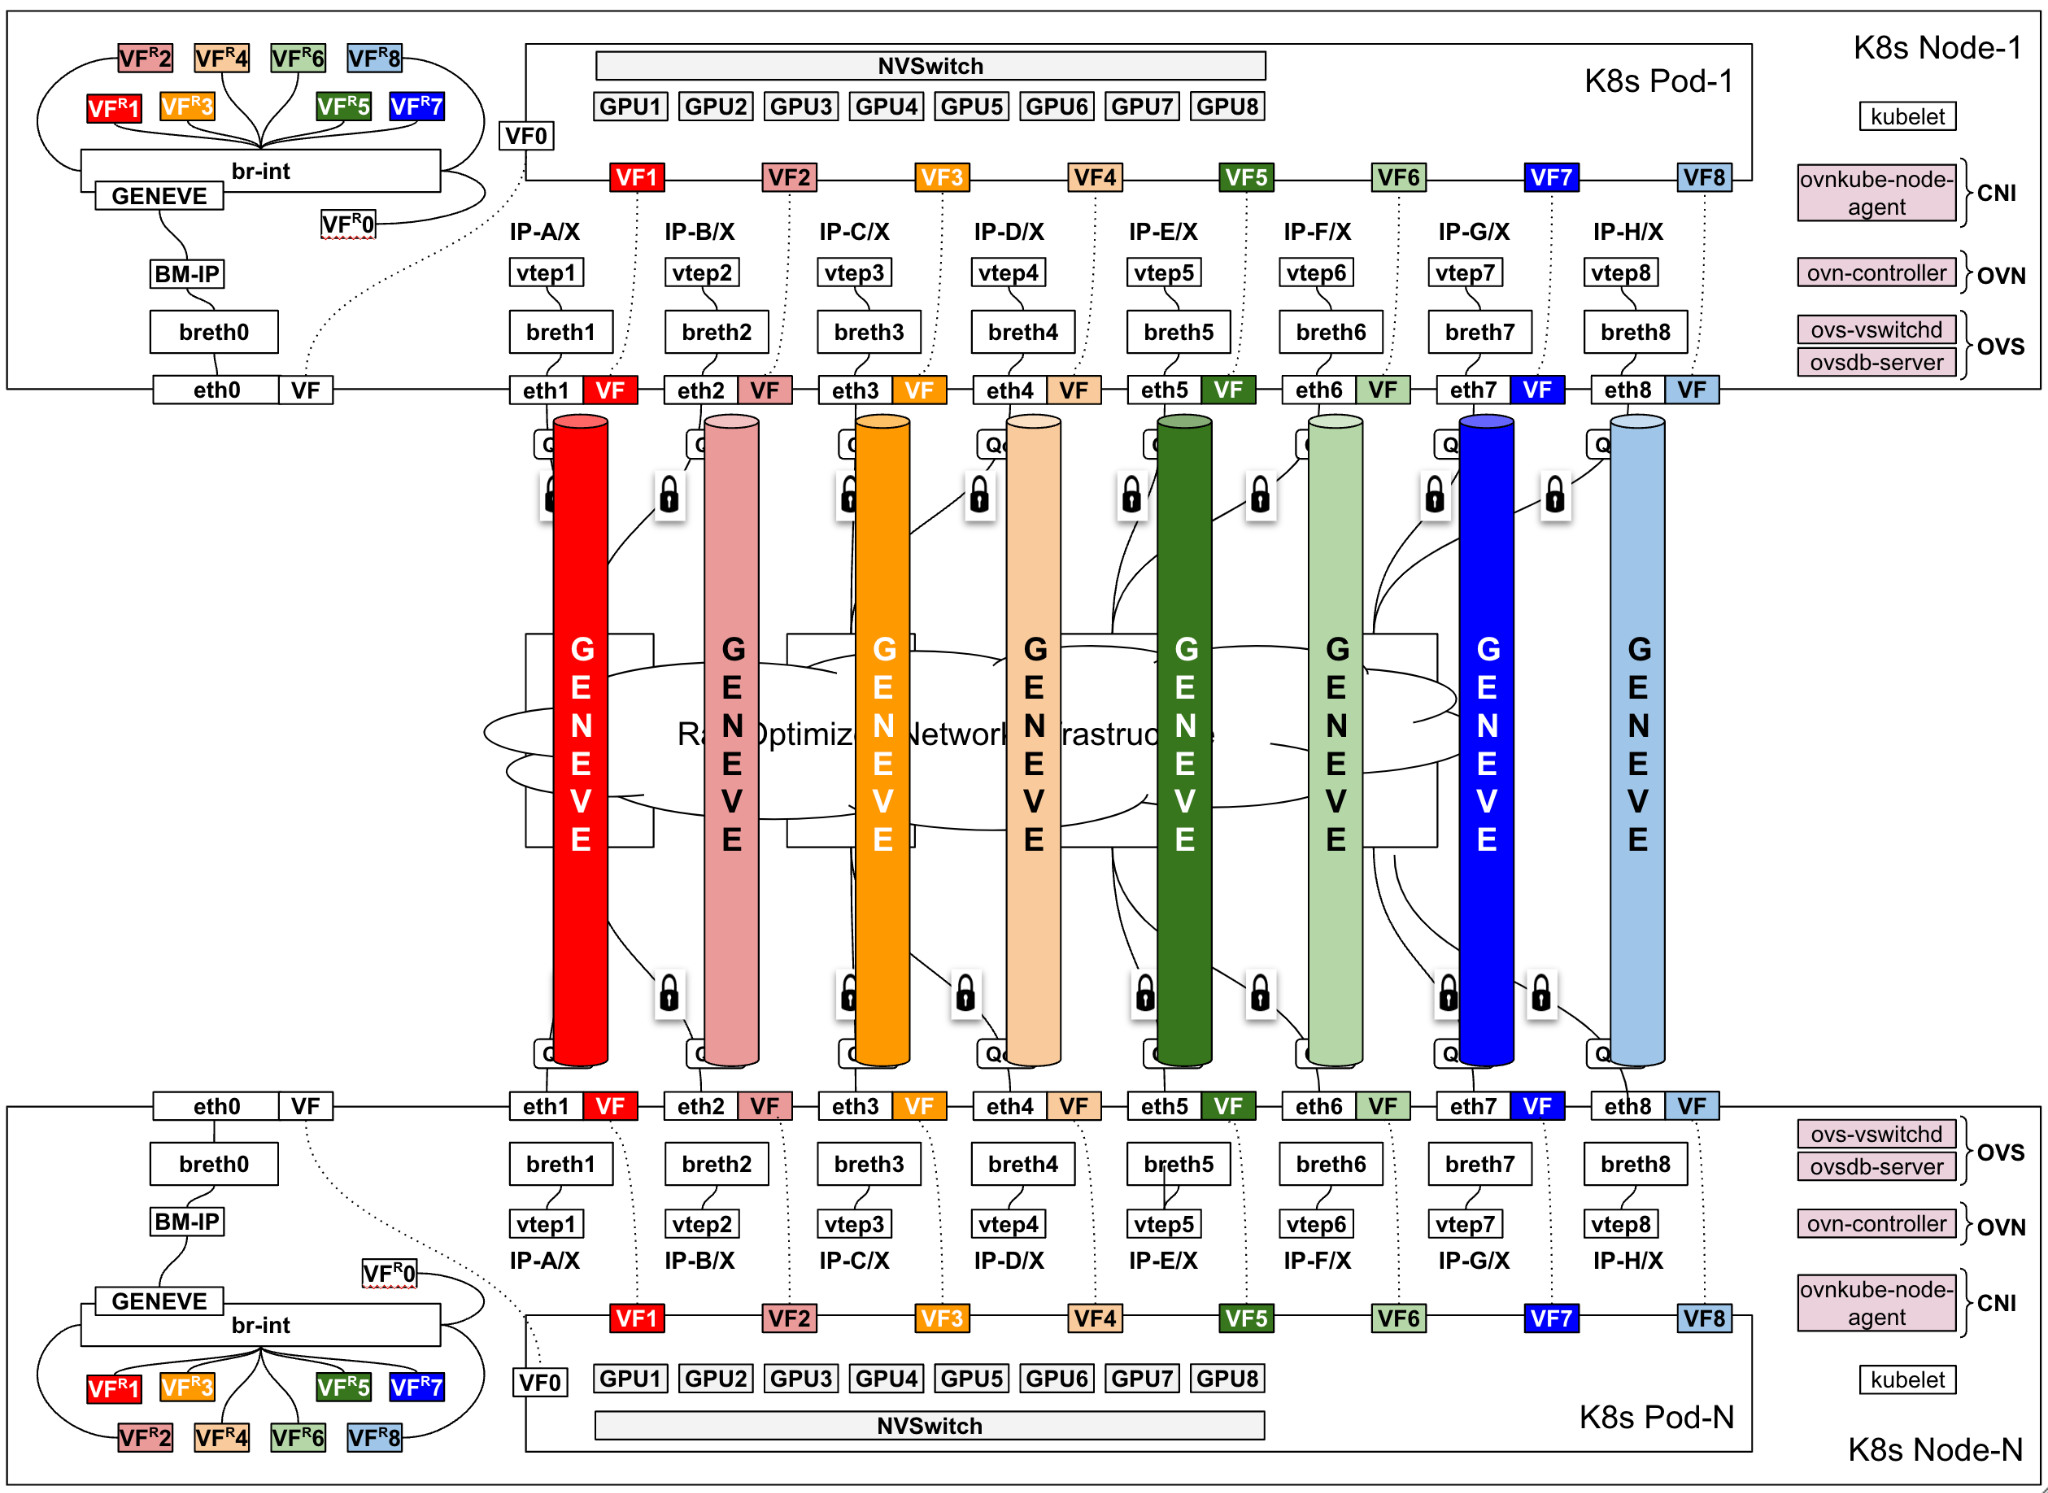 K8s Node-1
VFR2 VFR4 VFR6 VFR8
VFR1 VFR3 VFR5 VFR7
br-int
GENEVE
VFR0
BM-IP
breth0
eth0 VF
NVSwitch
K8s Pod-1
GPU1 GPU2 GPU3 GPU4 GPU5 GPU6 GPU7 GPU8
VF0
VF1 VF2 VF3 VF4 VF5 VF6 VF7 VF8
IP-A/X IP-B/X IP-C/X IP-D/X IP-E/X IP-F/X IP-G/X IP-H/X
vtep1 vtep2 vtep3 vtep4 vtep5 vtep6 vtep7 vtep8
breth1 breth2 breth3 breth4 breth5 breth6 breth7 breth8
eth1 VF eth2 VF eth3 VF eth4 VF eth5 VF eth6 VF eth7 VF eth8 VF
kubelet
ovnkube-node-
agent
CNI
ovn-controller
OVN
ovs-vswitchd
ovsdb-server
OVS
GENEVE GENEVE GENEVE GENEVE GENEVE GENEVE GENEVE GENEVE
eth0 VF
eth1 VF eth2 VF eth3 VF eth4 VF eth5 VF eth6 VF eth7 VF eth8 VF
breth0
BM-IP
VFR0
GENEVE
br-int
VFR1 VFR3 VFR5 VFR7
VFR2 VFR4 VFR6 VFR8
breth1 breth2 breth3 breth4 breth5 breth6 breth7 breth8
vtep1 vtep2 vtep3 vtep4 vtep5 vtep6 vtep7 vtep8
IP-A/X IP-B/X IP-C/X IP-D/X IP-E/X IP-F/X IP-G/X IP-H/X
VF1 VF2 VF3 VF4 VF5 VF6 VF7 VF8
VF0
GPU1 GPU2 GPU3 GPU4 GPU5 GPU6 GPU7 GPU8
NVSwitch
K8s Pod-N
ovs-vswitchd
ovsdb-server
OVS
ovn-controller
OVN
ovnkube-node-
agent
CNI
kubelet
K8s Node-N